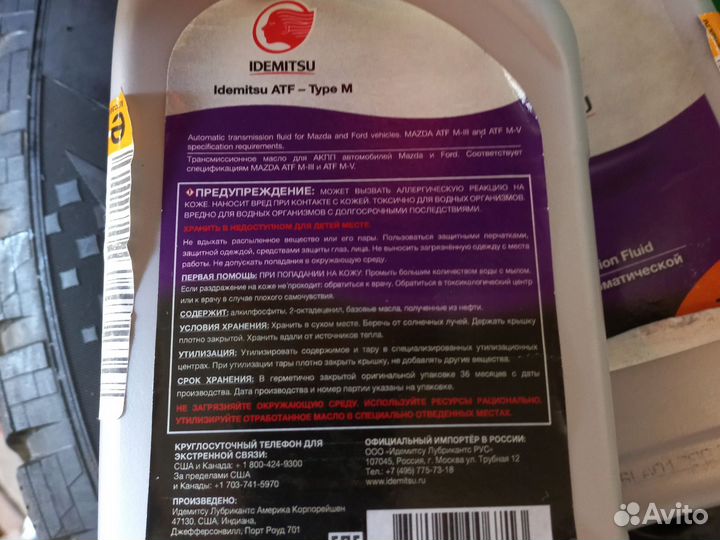 IDEMITSU
Idemitsu ATF – Type M
Automatic transmission fluid for Mazda and Ford vehicles. MAZDA ATF M-III and ATF M-V
specification requirements.
Трансмиссионное масло для АКПП автомобилей Mazda и Ford. Соответствует
спецификациям MAZDA ATF M-III и ATF M-V.
ПРЕДУПРЕЖДЕНИЕ: МОЖЕТ ВЫЗВАТЬ АЛЛЕРГИЧЕСКУЮ РЕАКЦИЮ НА
КОЖЕ. НАНОСИТ ВРЕД ПРИ КОНТАКТЕ С КОЖЕЙ. ТОКСИЧНО ДЛЯ ВОДНЫХ ОРГАНИЗМОВ.
ВРЕДНО ДЛЯ ВОДНЫХ ОРГАНИЗМОВ С ДОЛГОСРОЧНЫМИ ПОСЛЕДСТВИЯМИ.
ХРАНИТЬ В НЕДОСТУПНОМ ДЛЯ ДЕТЕЙ МЕСТЕ
Не вдыхать распыленное вещество или его пары. Пользоваться защитными перчатками,
защитной одеждой, средствами защиты глаз, лица. Не выносить загрязнённую одежду с места
работы. Не допускать попадания в окружающую среду.
ПЕРВАЯ ПОМОЩЬ: ПРИ ПОПАДАНИИ НА КОЖУ: Промыть большим количеством воды с мылом.
Если раздражение на коже не проходит: обратиться к врачу. Обратиться в токсикологический центр
или к врачу в случае плохого самочувствия.
СОДЕРЖИТ: алкилфосфиты, 2-октадеценил, базовые масла, полученные из нефти.
УСЛОВИЯ ХРАНЕНИЯ: Хранить в сухом месте. Беречь от солнечных лучей. Держать крышку
плотно закрытой. Хранить вдали от источников тепла.
УТИЛИЗАЦИЯ: Утилизировать содержимое и тару в специализированных утилизационных
центрах. При утилизации тары плотно закрыть крышку, не добавлять другие вещества.
СРОК ХРАНЕНИЯ: В герметично закрытой оригинальной упаковке 36 месяцев с даты
производства. Дата производства и номер партии указаны на упаковке.
НЕ ЗАГРЯЗНЯЙТЕ ОКРУЖАЮЩУЮ СРЕДУ. ИСПОЛЬЗУЙТЕ РЕСУРСЫ РАЦИОНАЛЬНО.
УТИЛИЗИРУЙТЕ ОТРАБОТАННОЕ МАСЛО В СПЕЦИАЛЬНО ОТВЕДЕННЫХ МЕСТАХ.
КРУГЛОСУТОЧНЫЙ ТЕЛЕФОН ДЛЯ
ЭКСТРЕННОЙ СВЯЗИ:
США и Канада: + 1 800-424-9300
За пределами США
и Канады: +1 703-741-5970
ПРОИЗВЕДЕНО:
Идемитсу Лубрикантс Америка Корпорейшен
47130, США, Индиана,
Джефферсонвилл, Порт Роуд 701
ОФИЦИАЛЬНЫЙ ИМПОРТЁР В РОССИИ:
ООО «Идемитсу Лубрикантс РУС»
107045, Россия, г. Москва ул. Трубная 12
Тел.: +7 (495) 775-73-18
www.idemitsu.ru
EAC
IDEMITSU
ion Fluid
оматической
Avito